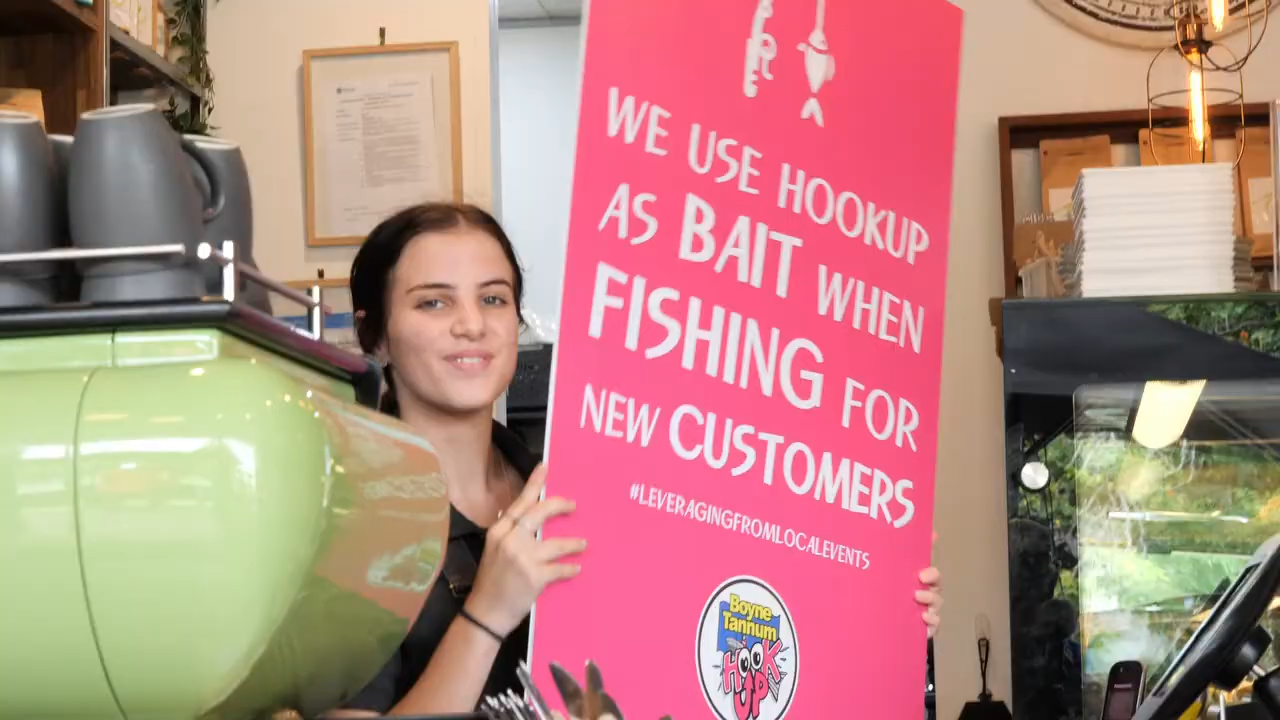 WE USE HOOKUP
AS BAIT WHEN
FISHING FOR
NEW CUSTOMERS
#LEVERAGINGFROMLOCALEVENTS
Boyne
Tannum
HOOK
UP